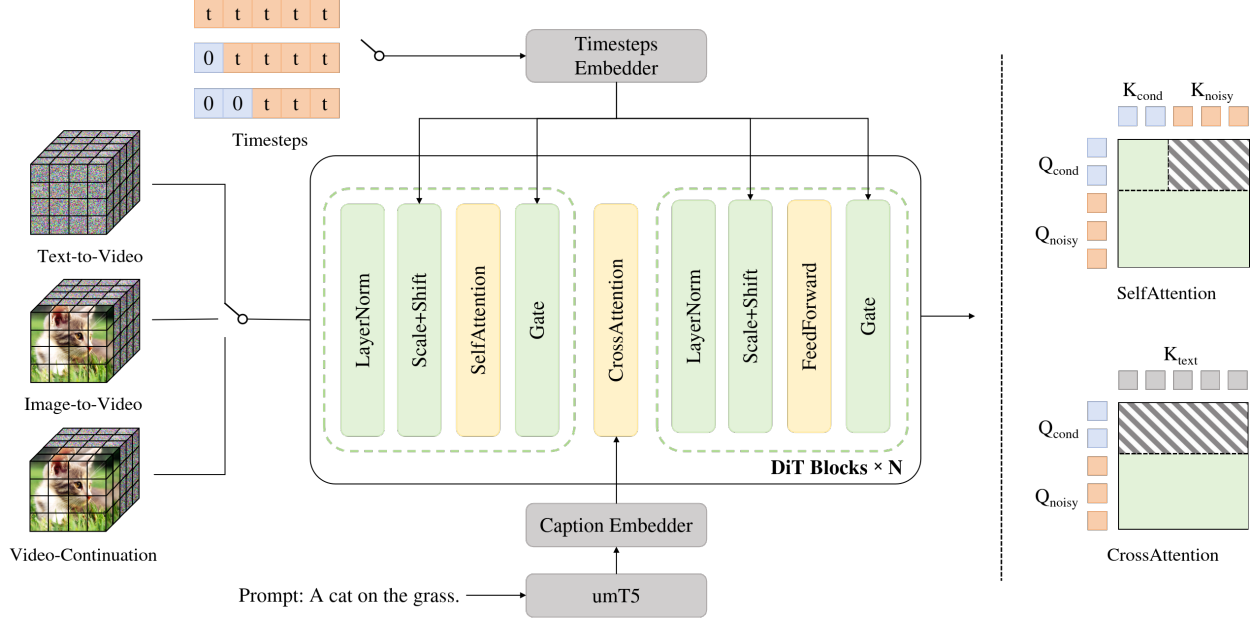 t t t t t
0 t t t t
0 0 t t t
Timesteps
Timesteps
Embedder
Text-to-Video
Image-to-Video
Video-Continuation
LayerNorm
Scale+Shift
SelfAttention
Gate
CrossAttention
LayerNorm
Scale+Shift
FeedForward
Gate
DiT Blocks × N
Caption Embedder
Prompt: A cat on the grass.
umT5
K_cond K_noisy
Q_cond
Q_noisy
SelfAttention
K_text
Q_cond
Q_noisy
CrossAttention